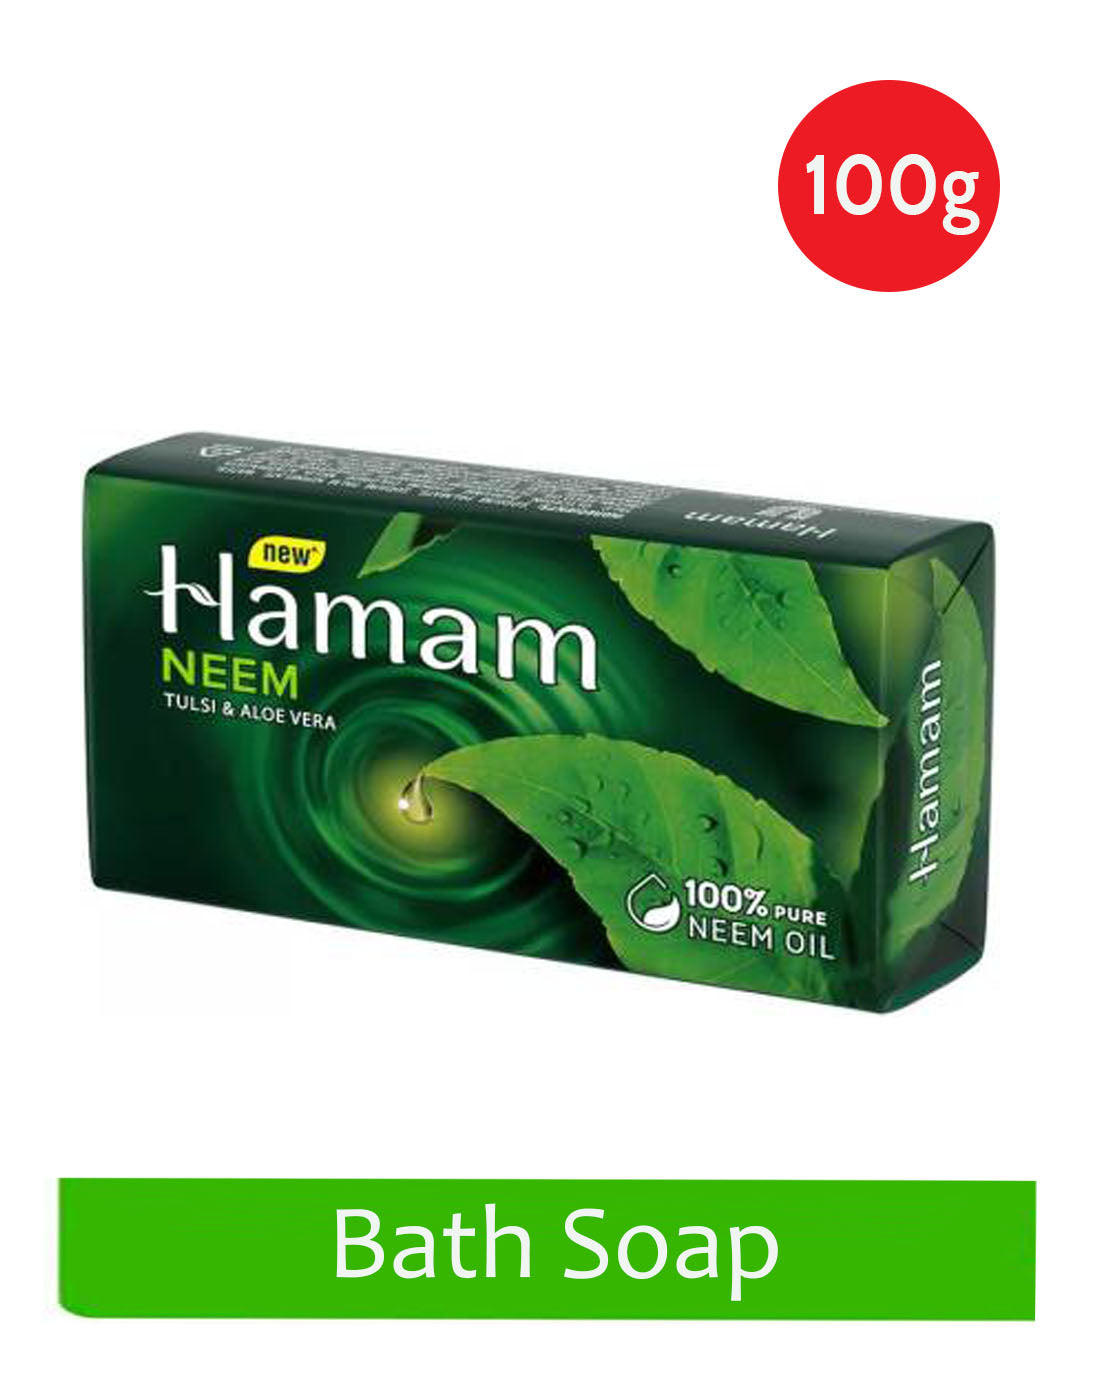 100g
Hamam
new^
Hamam
NEEM
TULSI & ALOE VERA
Hamam
100% PURE
NEEM OIL
Bath Soap